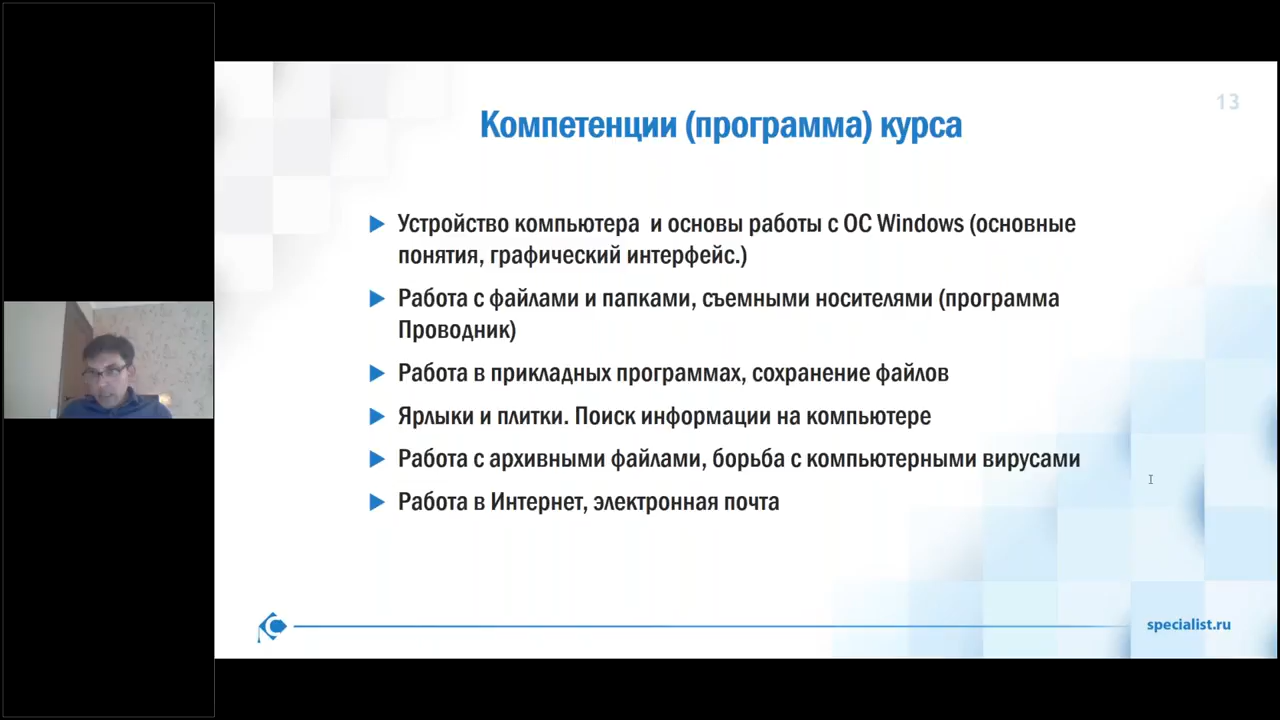 13
Компетенции (программа) курса
Устройство компьютера и основы работы с ОС Windows (основные
понятия, графический интерфейс.)
Работа с файлами и папками, съемными носителями (программа
Проводник)
Работа в прикладных программах, сохранение файлов
Ярлыки и плитки. Поиск информации на компьютере
Работа с архивными файлами, борьба с компьютерными вирусами
Работа в Интернет, электронная почта
specialist.ru